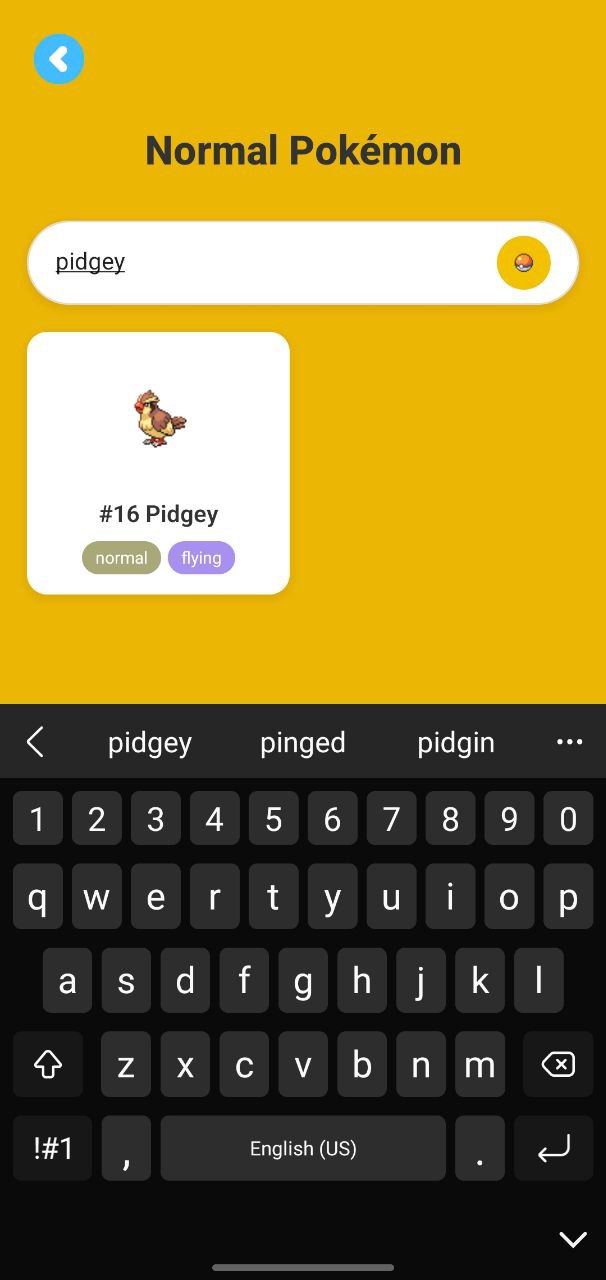 Normal Pokémon
pidgey
#16 Pidgey
normal flying
pidgey pinged pidgin
1 2 3 4 5 6 7 8 9 0
q w e r t y u i o p
a s d f g h j k l
z x c v b n m
!#1 , English (US) .